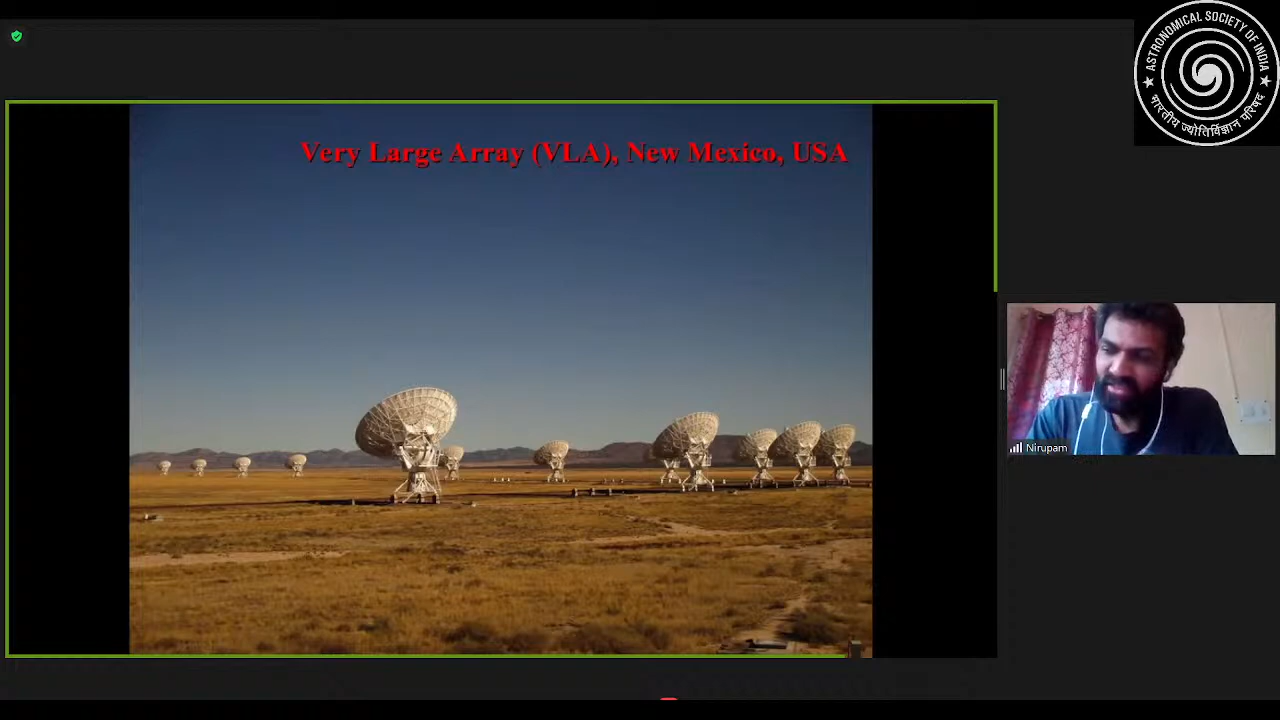 ASTRONOMICAL SOCIETY OF INDIA
भारतीय ज्योतिर्विज्ञान परिषद
Very Large Array (VLA), New Mexico, USA
Nirupam